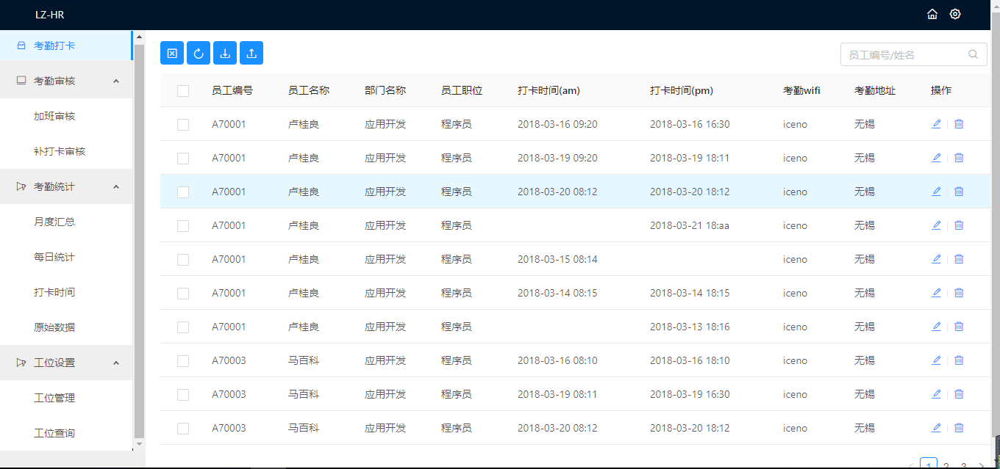 LZ-HR
考勤打卡
考勤审核
加班审核
补打卡审核
考勤统计
月度汇总
每日统计
打卡时间
原始数据
工位设置
工位管理
工位查询
员工编号/姓名
员工编号 员工名称 部门名称 员工职位 打卡时间(am) 打卡时间(pm) 考勤wifi 考勤地址 操作
A70001 卢桂良 应用开发 程序员 2018-03-16 09:20 2018-03-16 16:30 iceno 无锡
A70001 卢桂良 应用开发 程序员 2018-03-19 09:20 2018-03-19 18:11 iceno 无锡
A70001 卢桂良 应用开发 程序员 2018-03-20 08:12 2018-03-20 18:12 iceno 无锡
A70001 卢桂良 应用开发 程序员 2018-03-21 18:aa iceno 无锡
A70001 卢桂良 应用开发 程序员 2018-03-15 08:14 iceno 无锡
A70001 卢桂良 应用开发 程序员 2018-03-14 08:15 2018-03-14 18:15 iceno 无锡
A70001 卢桂良 应用开发 程序员 2018-03-13 18:16 iceno 无锡
A70003 马百科 应用开发 程序员 2018-03-16 08:10 2018-03-16 18:10 iceno 无锡
A70003 马百科 应用开发 程序员 2018-03-19 08:11 2018-03-19 16:30 iceno 无锡
A70003 马百科 应用开发 程序员 2018-03-20 08:12 2018-03-20 18:12 iceno 无锡
1 2 3